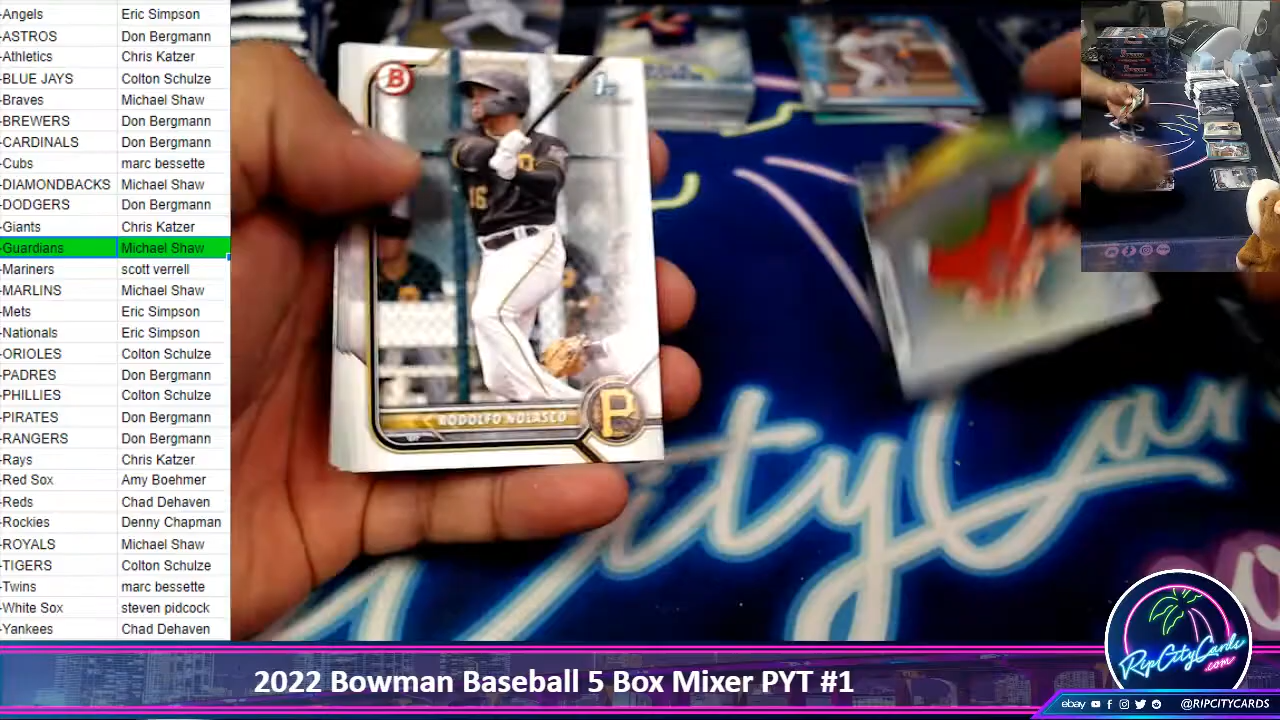 -Angels Eric Simpson
-ASTROS Don Bergmann
-Athletics Chris Katzer
-BLUE JAYS Colton Schulze
-Braves Michael Shaw
-BREWERS Don Bergmann
-CARDINALS Don Bergmann
-Cubs marc bessette
-DIAMONDBACKS Michael Shaw
-DODGERS Don Bergmann
-Giants Chris Katzer
-Guardians Michael Shaw
-Mariners scott verrell
-MARLINS Michael Shaw
-Mets Eric Simpson
-Nationals Eric Simpson
-ORIOLES Colton Schulze
-PADRES Don Bergmann
-PHILLIES Colton Schulze
-PIRATES Don Bergmann
-RANGERS Don Bergmann
-Rays Chris Katzer
-Red Sox Amy Boehmer
-Reds Chad Dehaven
-Rockies Denny Chapman
-ROYALS Michael Shaw
-TIGERS Colton Schulze
-Twins marc bessette
-White Sox steven pidcock
-Yankees Chad Dehaven
B
1st
P
16
RODOLFO NOLASCO
P
ityCar
2022 Bowman Baseball 5 Box Mixer PYT #1
RipCityCards
.com
ebay @RIPCITYCARDS